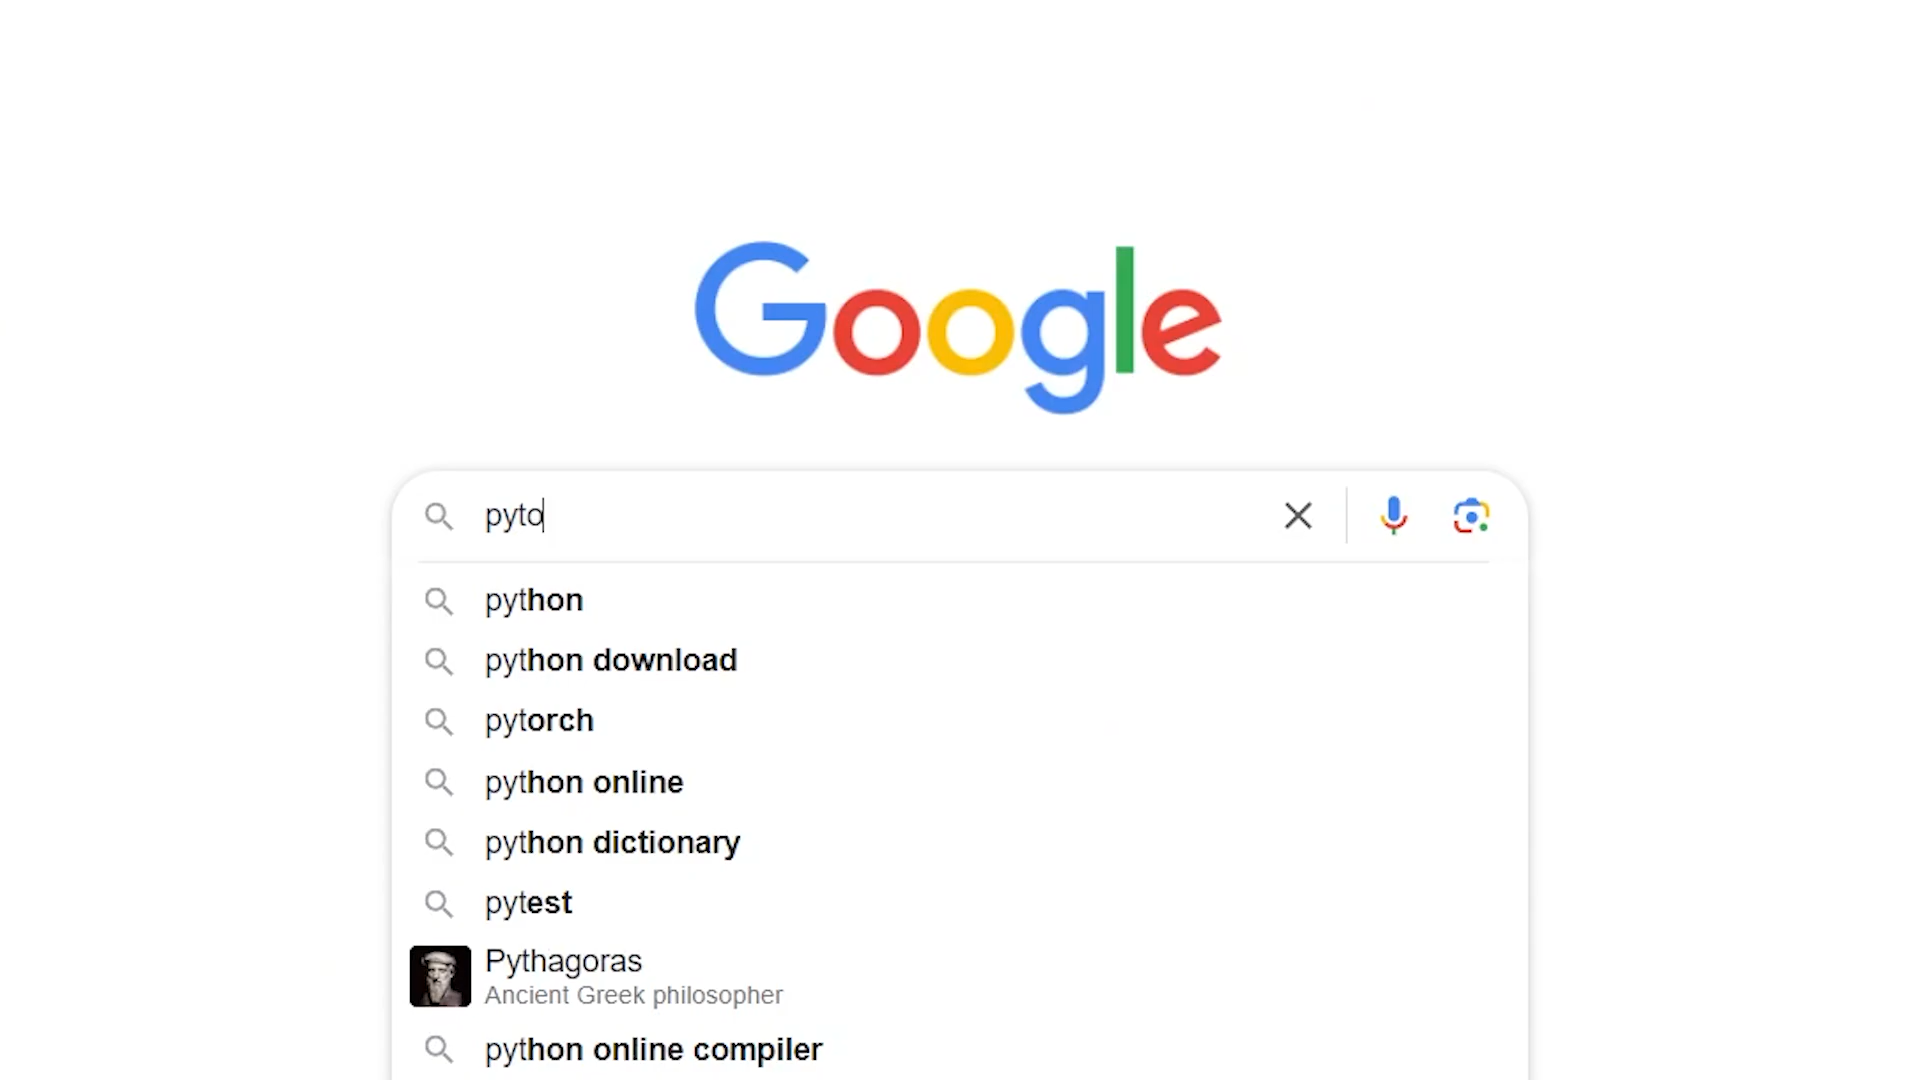 Google
pyto
python
python download
pytorch
python online
python dictionary
pytest
Pythagoras
Ancient Greek philosopher
python online compiler